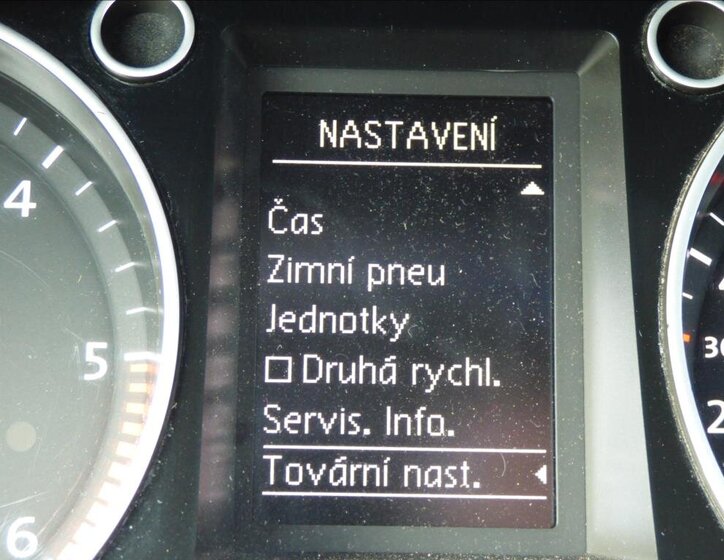 NASTAVENÍ
Čas
Zimní pneu
Jednotky
Druhá rychl.
Servis. Info.
Tovární nast.
4
5
6
30
2